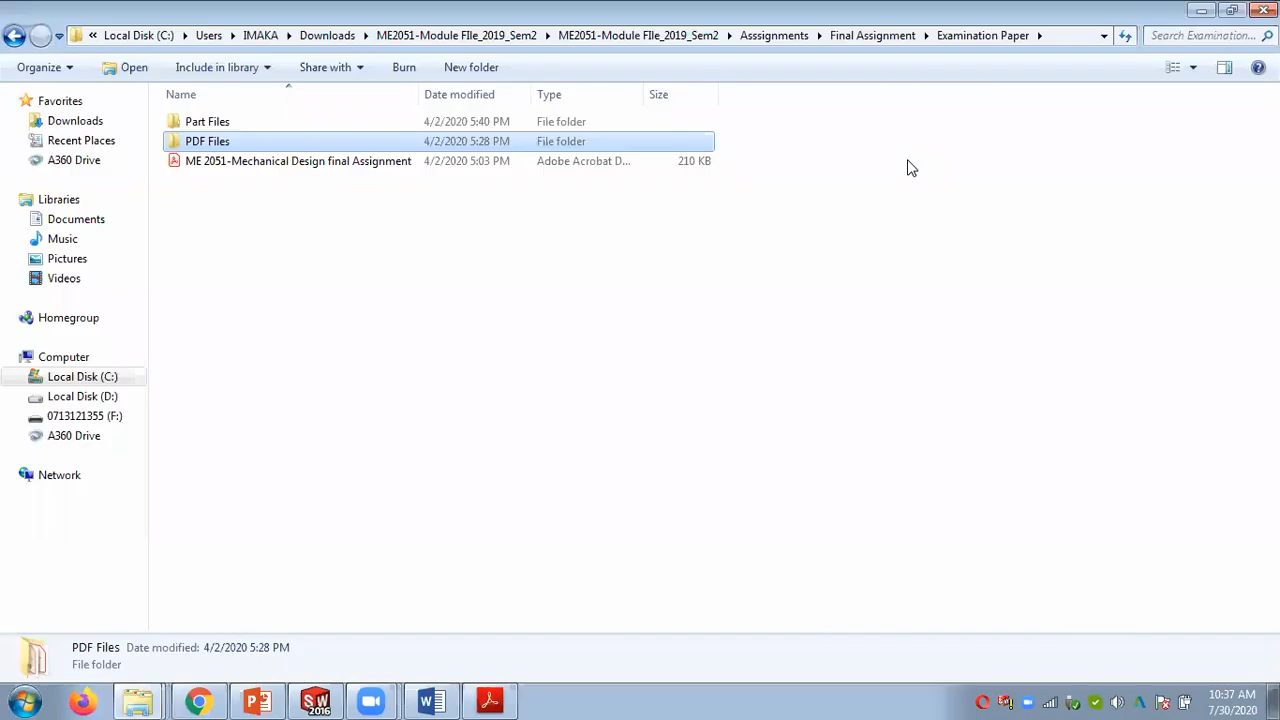 « Local Disk (C:) Users IMAKA Downloads ME2051-Module FIle_2019_Sem2 ME2051-Module FIle_2019_Sem2 Asssignments Final Assignment Examination Paper Search Examination...
Organize Open Include in library Share with Burn New folder
Name Date modified Type Size
Part Files 4/2/2020 5:40 PM File folder
PDF Files 4/2/2020 5:28 PM File folder
ME 2051-Mechanical Design final Assignment 4/2/2020 5:03 PM Adobe Acrobat D... 210 KB
Favorites
Downloads
Recent Places
A360 Drive
Libraries
Documents
Music
Pictures
Videos
Homegroup
Computer
Local Disk (C:)
Local Disk (D:)
0713121355 (F:)
A360 Drive
Network
PDF Files Date modified: 4/2/2020 5:28 PM
File folder
SW 2016
10:37 AM
7/30/2020